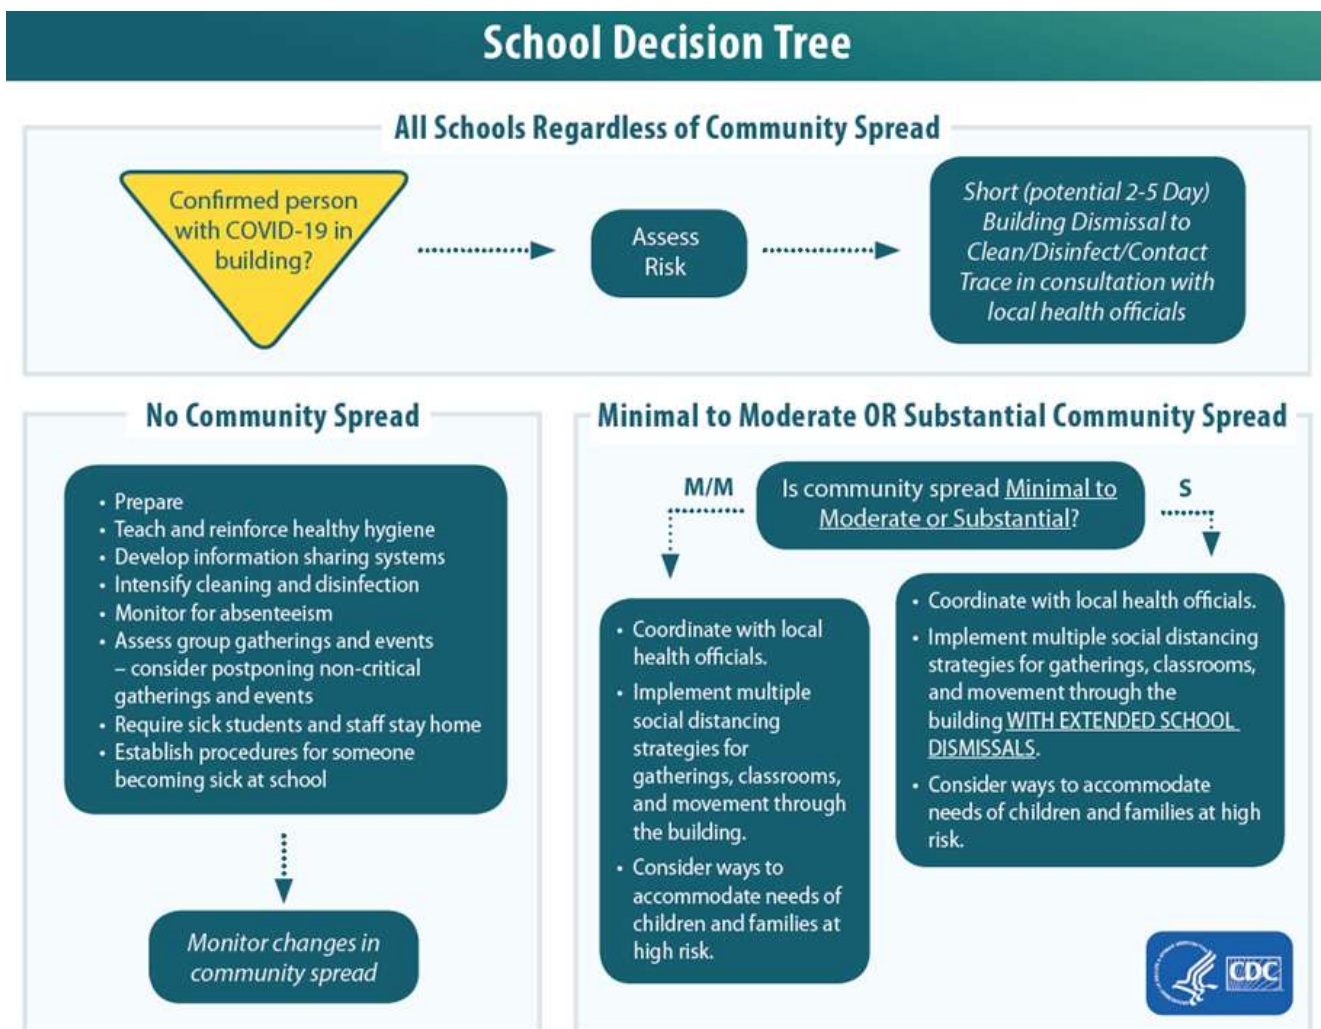 School Decision Tree
All Schools Regardless of Community Spread
Confirmed person
with COVID-19 in
building?
Assess
Risk
Short (potential 2-5 Day)
Building Dismissal to
Clean/Disinfect/Contact
Trace in consultation with
local health officials
No Community Spread
• Prepare
• Teach and reinforce healthy hygiene
• Develop information sharing systems
• Intensify cleaning and disinfection
• Monitor for absenteeism
• Assess group gatherings and events
– consider postponing non-critical
gatherings and events
• Require sick students and staff stay home
• Establish procedures for someone
becoming sick at school
Monitor changes in
community spread
Minimal to Moderate OR Substantial Community Spread
M/M
Is community spread Minimal to
Moderate or Substantial?
S
• Coordinate with local
health officials.
• Implement multiple
social distancing
strategies for
gatherings, classrooms,
and movement through
the building.
• Consider ways to
accommodate needs of
children and families at
high risk.
• Coordinate with local health officials.
• Implement multiple social distancing
strategies for gatherings, classrooms,
and movement through the
building WITH EXTENDED SCHOOL
DISMISSALS.
• Consider ways to accommodate
needs of children and families at high
risk.
CDC